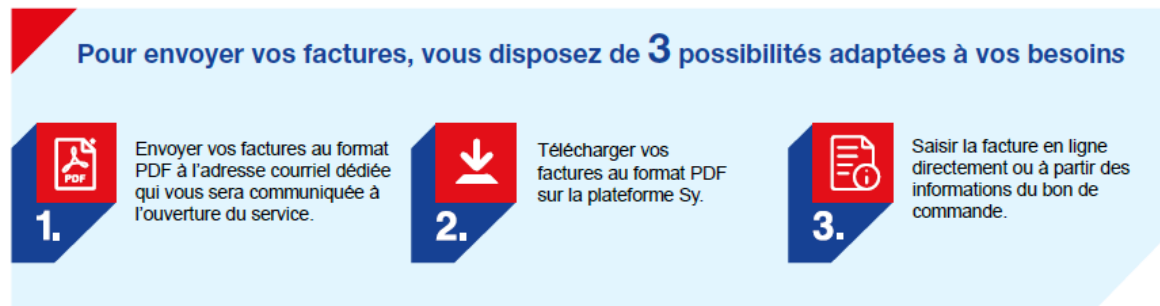 Pour envoyer vos factures, vous disposez de 3 possibilités adaptées à vos besoins
PDF
1.
Envoyer vos factures au format
PDF à l'adresse courriel dédiée
qui vous sera communiquée à
l'ouverture du service.
2.
Télécharger vos
factures au format PDF
sur la plateforme Sy.
3.
Saisir la facture en ligne
directement ou à partir des
informations du bon de
commande.